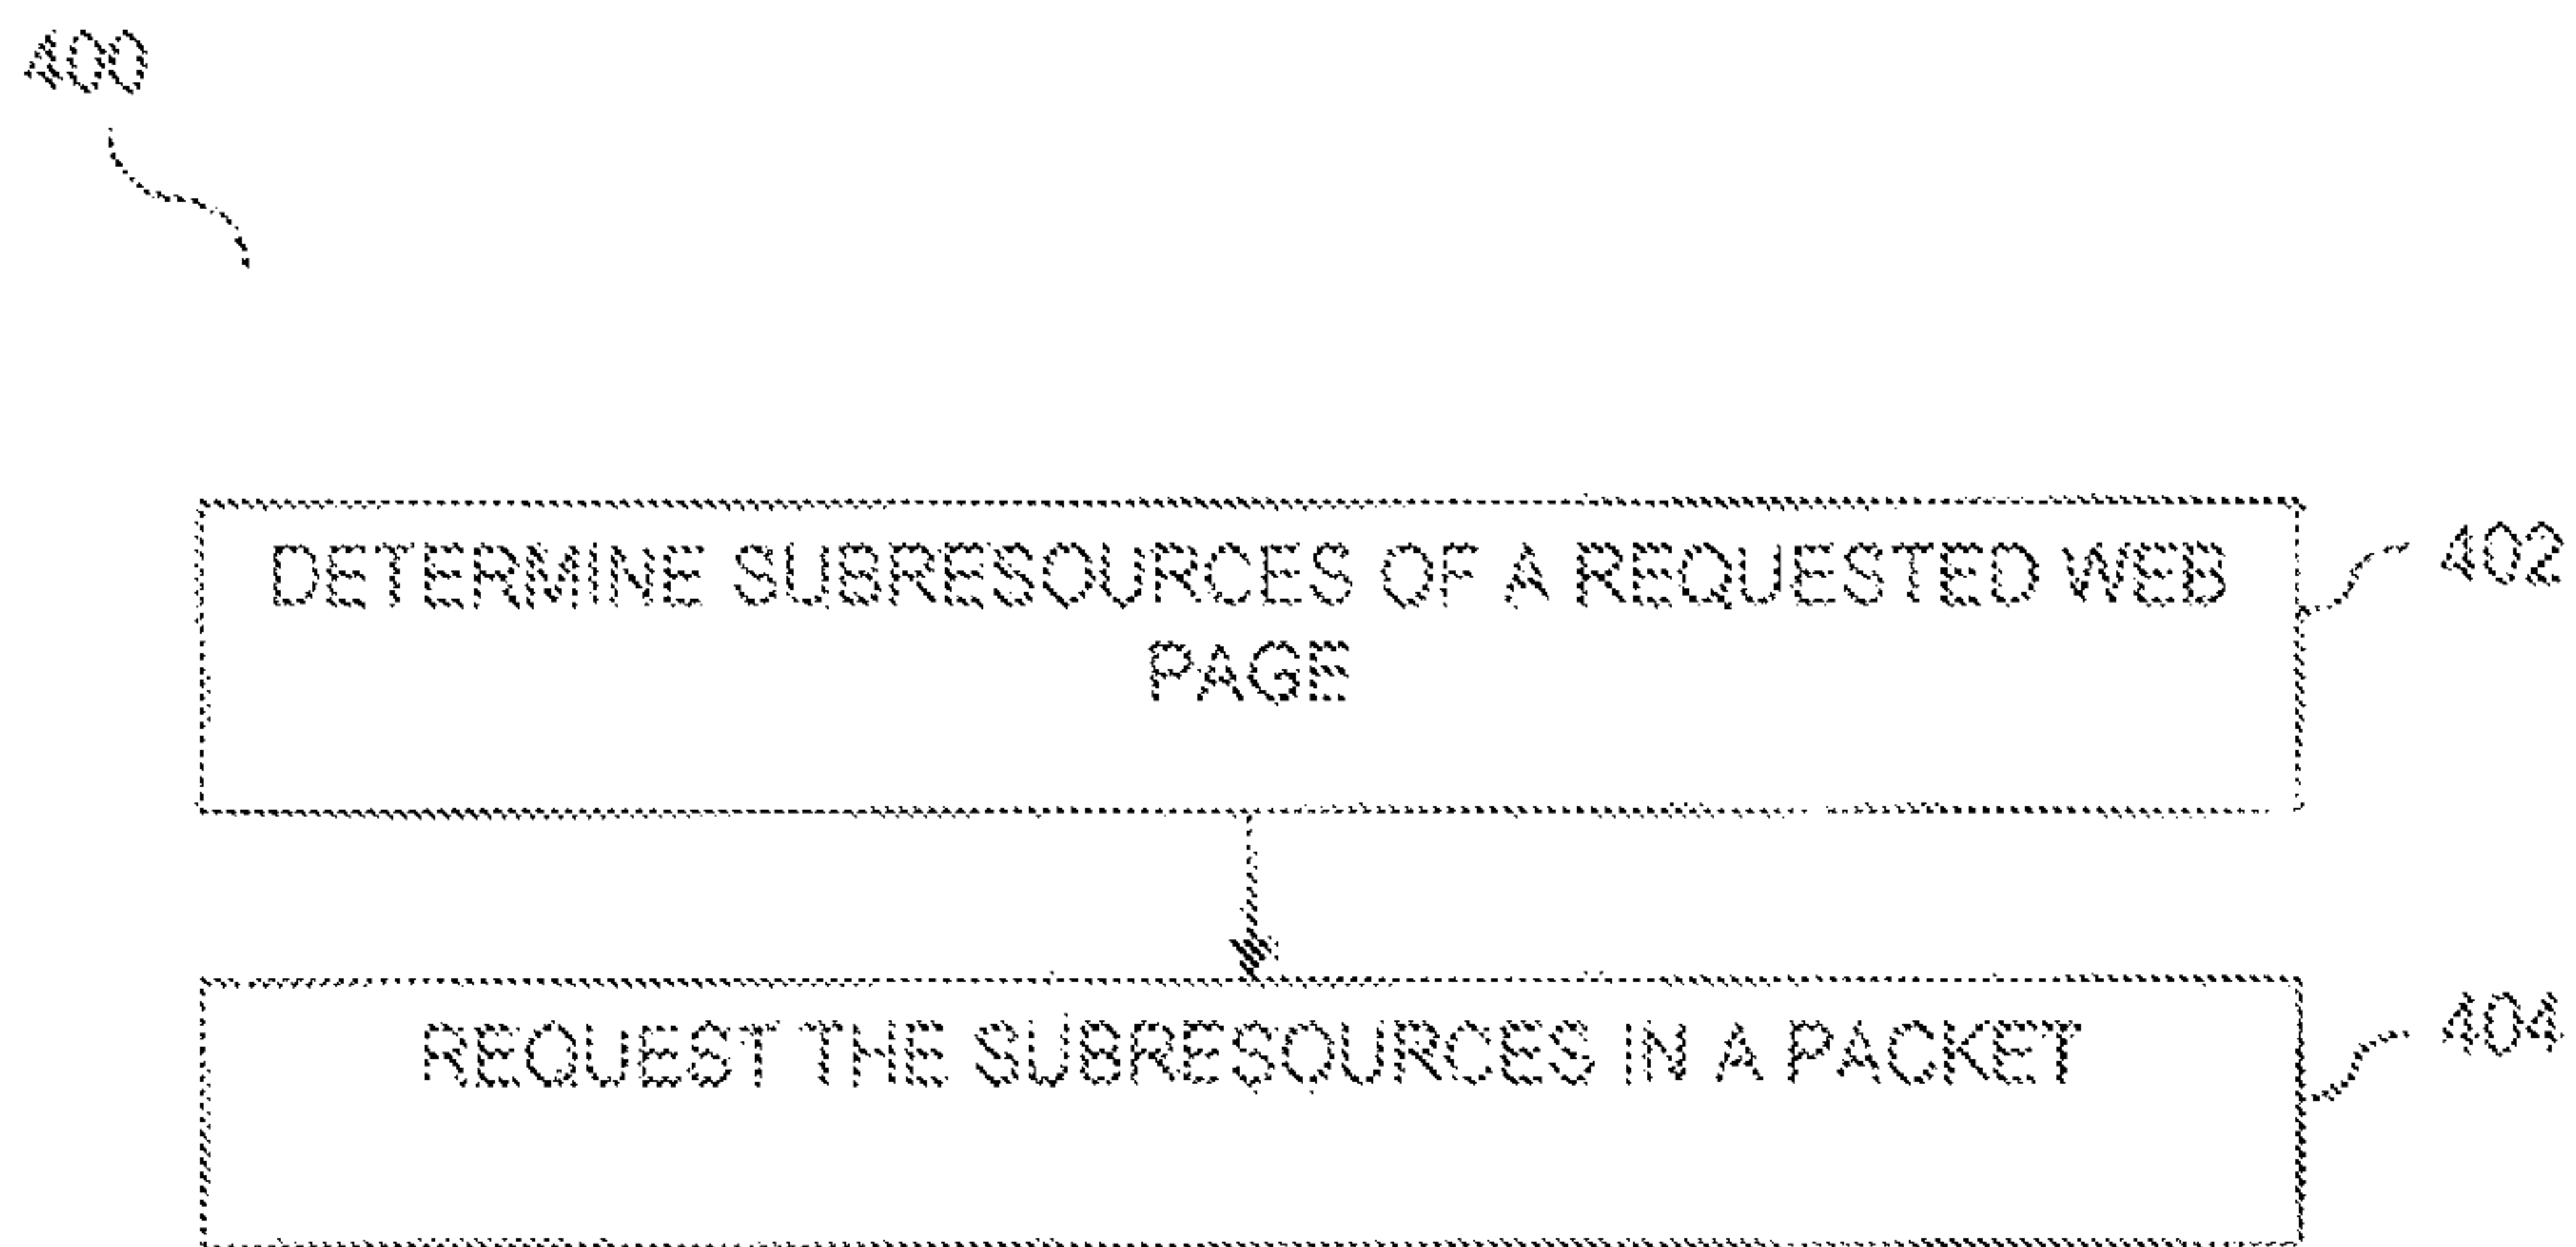 400
DETERMINE SUBRESOURCES OF A REQUESTED WEB
PAGE
402
REQUEST THE SUBRESOURCES IN A PACKET
404